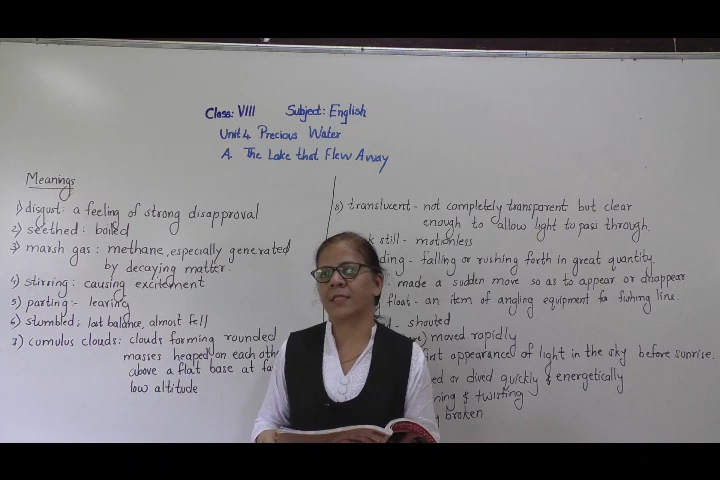 Class: VIII Subject: English
Unit 4 Precious Water
A. The Lake that Flew Away
Meanings
1) disgust: a feeling of strong disapproval
2) seethed: boiled
3) marsh gas: methane, especially generated
by decaying matter.
4) stirring: causing excitement
5) parting:- leaving
6) stumbled: lost balance, almost fell
7) cumulus clouds: clouds forming rounded
masses heaped on each othe
above a flat base at fa
low altitude
8) translucent - not completely transparent but clear
enough to allow light to pass through.
k still - motionless
ding - falling or rushing forth in great quantity
- made a sudden move so as to appear or disappear
float - an item of angling equipment for fishing line.
d - shouted
) moved rapidly
int appearance of light in the sky before sunrise.
ed or dived quickly & energetically
ning & twisting
y broken